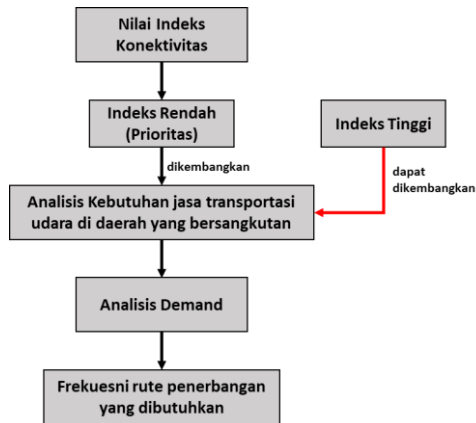 Nilai Indeks
Konektivitas
Indeks Rendah
(Prioritas)
Indeks Tinggi
dikembangkan
dapat
dikembangkan
Analisis Kebutuhan jasa transportasi
udara di daerah yang bersangkutan
Analisis Demand
Frekuesni rute penerbangan
yang dibutuhkan